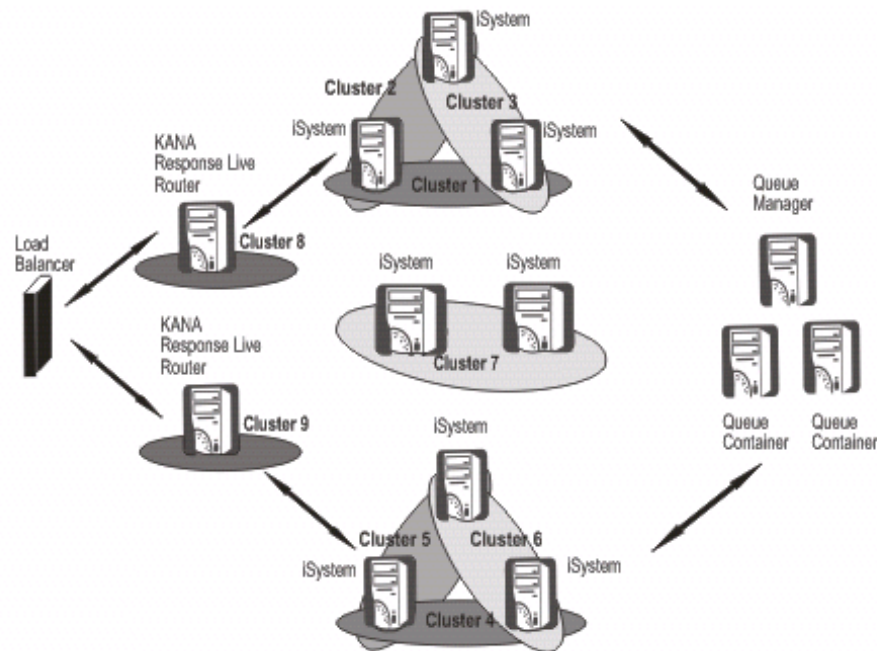 iSystem
Cluster 2
Cluster 3
iSystem
iSystem
Cluster 1
KANA
Response Live
Router
Cluster 8
Queue
Manager
Load
Balancer
iSystem
iSystem
Cluster 7
KANA
Response Live
Router
Cluster 9
Queue
Container
Queue
Container
iSystem
Cluster 5
Cluster 6
iSystem
iSystem
Cluster 4